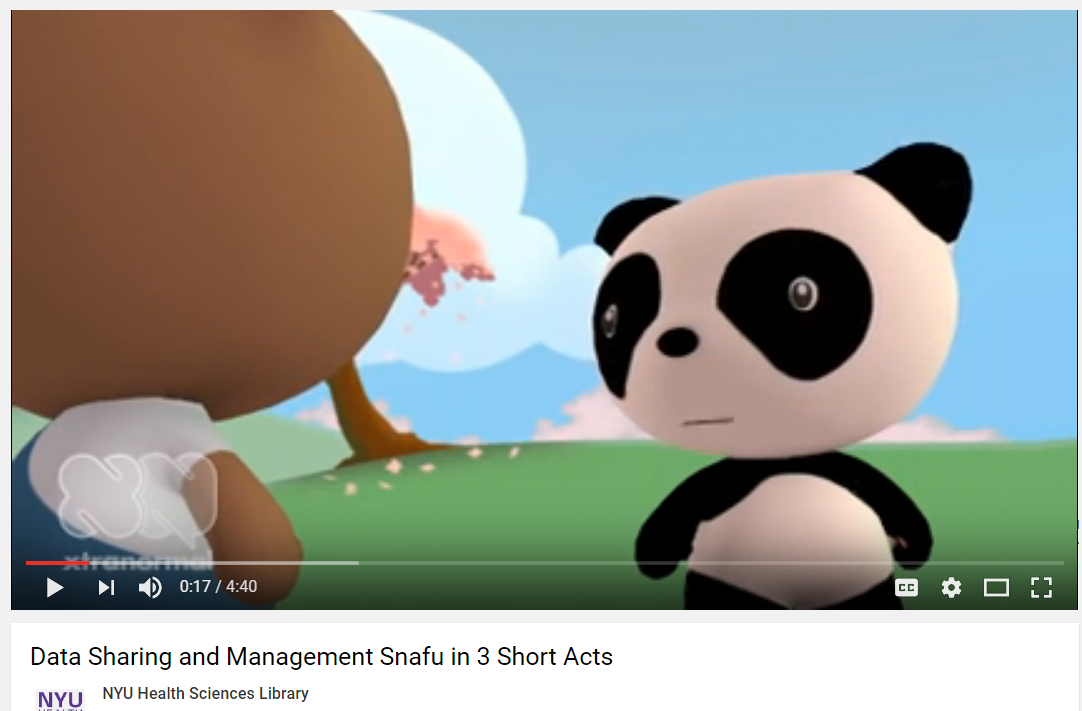 xtranormal
0:17 / 4:40
CC
Data Sharing and Management Snafu in 3 Short Acts
NYU Health Sciences Library
NYU
HEALTH